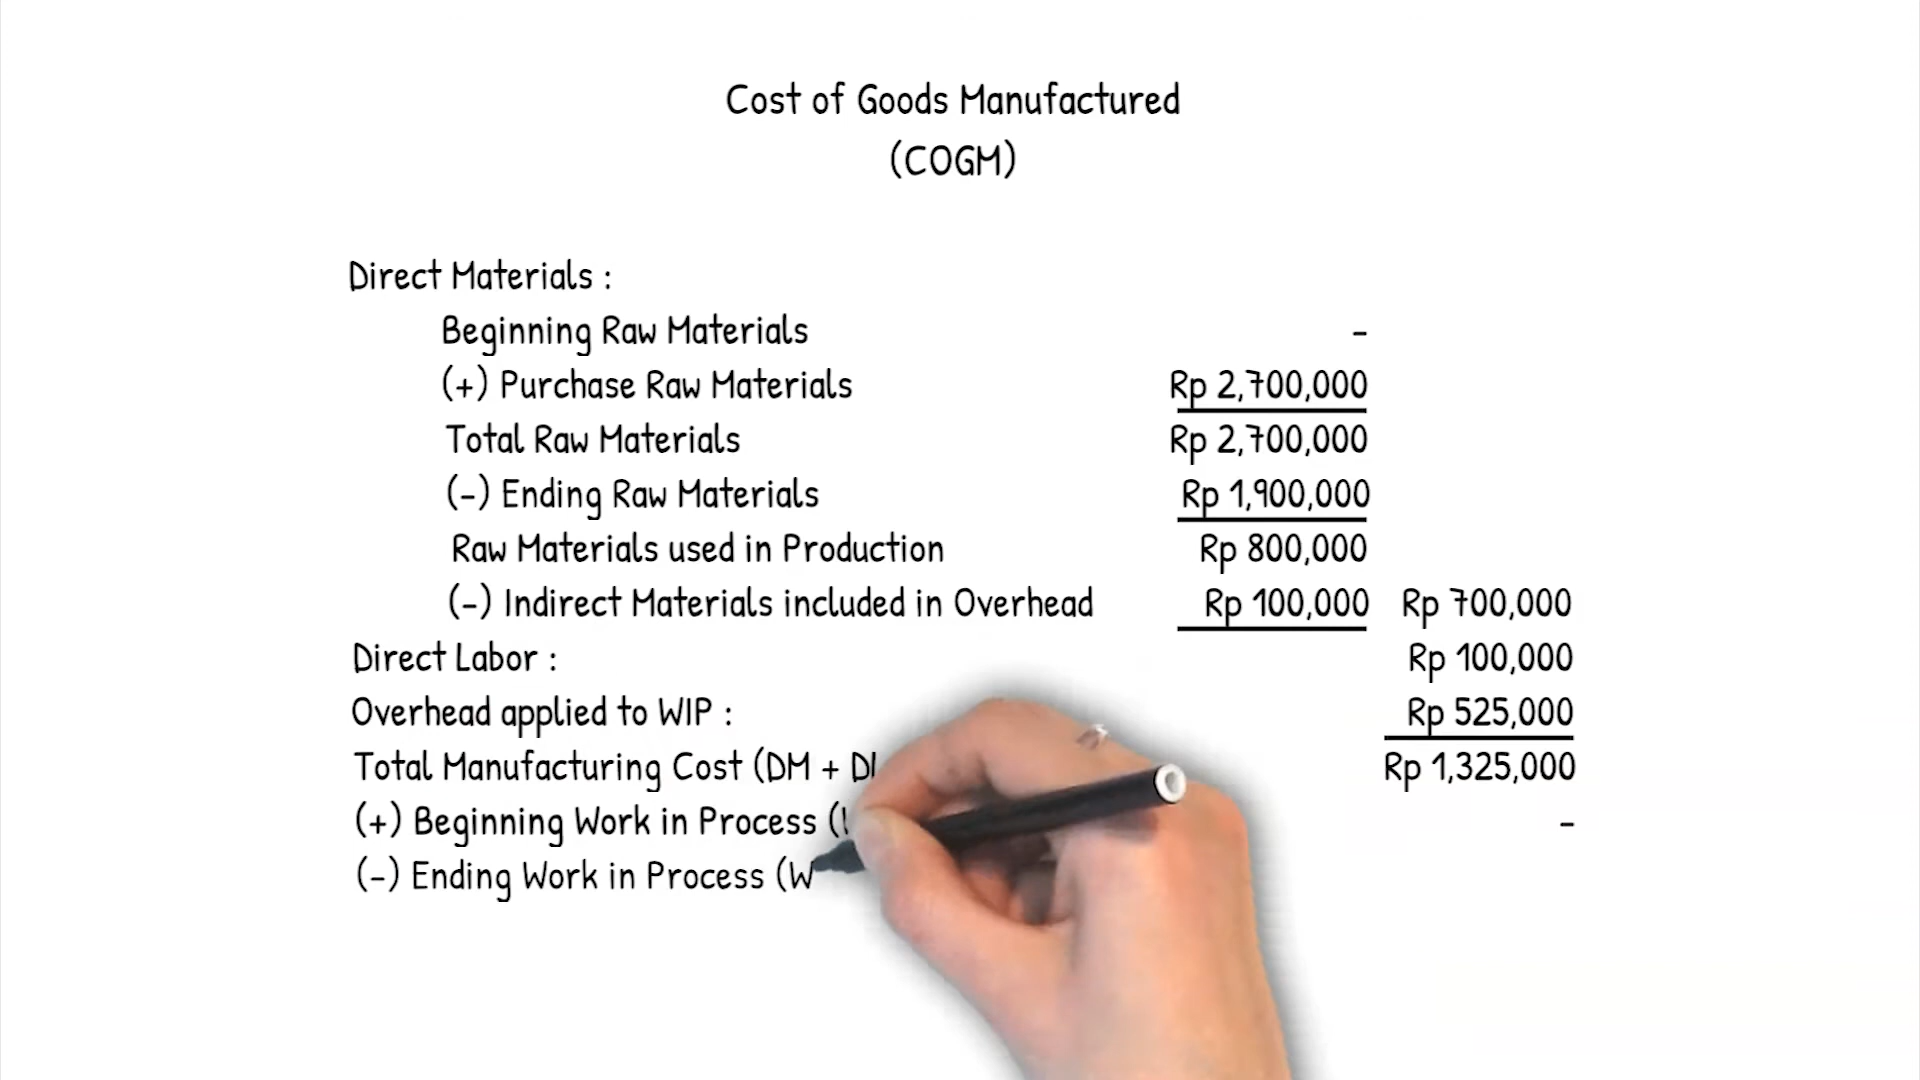 Cost of Goods Manufactured
(COGM)
Direct Materials :
Beginning Raw Materials -
(+) Purchase Raw Materials Rp 2,700,000
Total Raw Materials Rp 2,700,000
(-) Ending Raw Materials Rp 1,900,000
Raw Materials used in Production Rp 800,000
(-) Indirect Materials included in Overhead Rp 100,000 Rp 700,000
Direct Labor : Rp 100,000
Overhead applied to WIP : Rp 525,000
Total Manufacturing Cost (DM + Rp 1,325,000
(+) Beginning Work in Process ( -
(-) Ending Work in Process (W